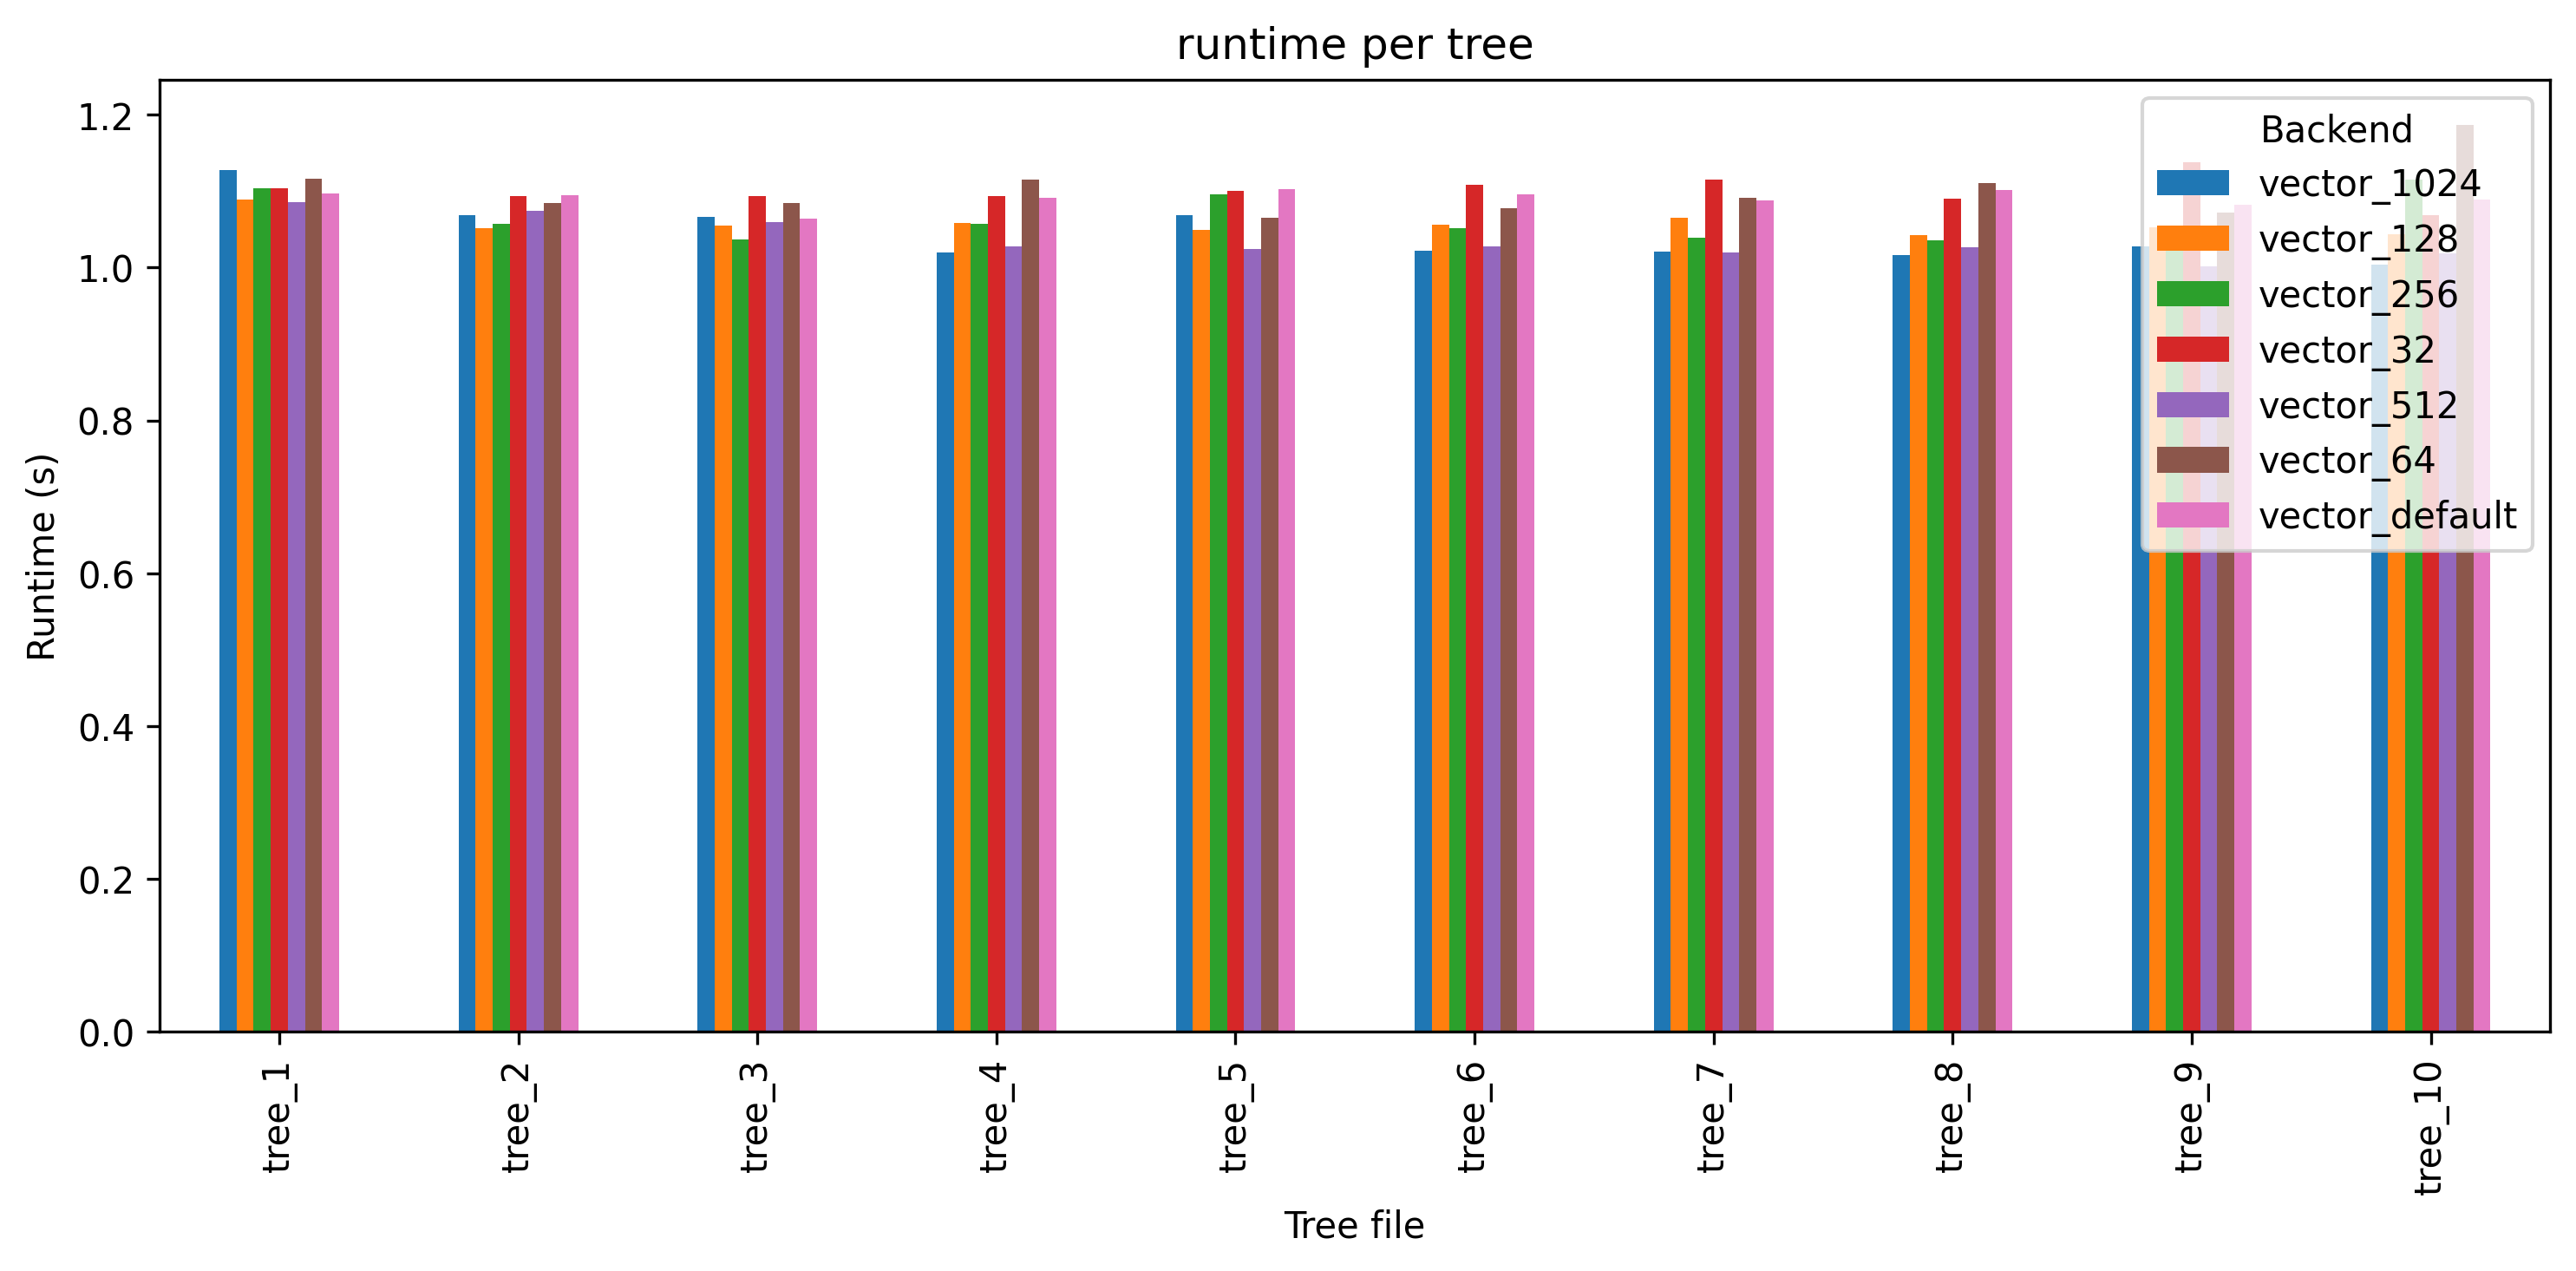 runtime per tree
1.2
1.0
0.8
0.6
0.4
0.2
0.0
Runtime (s)
Backend
vector_1024
vector_128
vector_256
vector_32
vector_512
vector_64
vector_default
tree_1
tree_2
tree_3
tree_4
tree_5
tree_6
tree_7
tree_8
tree_9
tree_10
Tree file